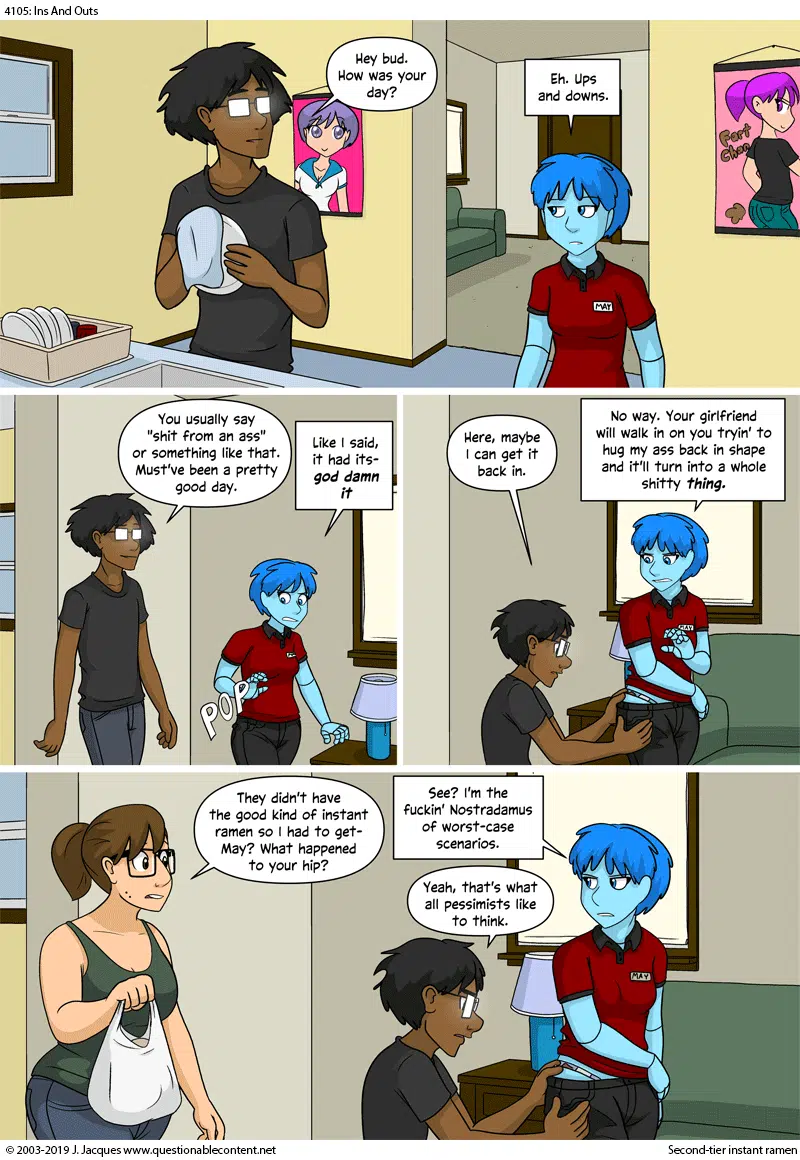 4105: Ins And Outs
Hey bud.
How was your
day?
Eh. Ups
and downs.
Fart
Chan
MAY
You usually say
"shit from an ass"
or something like that.
Must've been a pretty
good day.
Like I said,
it had its-
god damn
it
POP
Here, maybe
I can get it
back in.
No way. Your girlfriend
will walk in on you tryin' to
hug my ass back in shape
and it'll turn into a whole
shitty thing.
MAY
They didn't have
the good kind of instant
ramen so I had to get-
May? What happened
to your hip?
See? I'm the
fuckin' Nostradamus
of worst-case
scenarios.
Yeah, that's what
all pessimists like
to think.
MAY
© 2003-2019 J. Jacques www.questionablecontent.net
Second-tier instant ramen